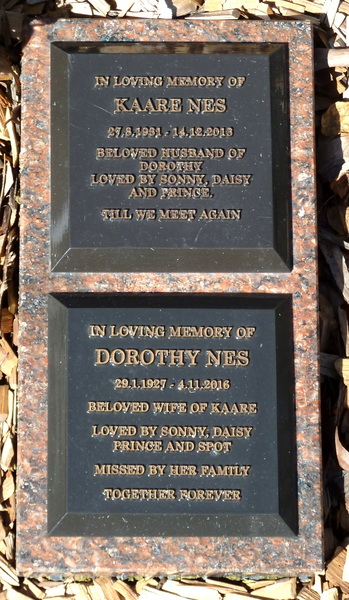 IN LOVING MEMORY OF
KAARE NES
27.8.1931 - 14.12.2013
BELOVED HUSBAND OF
DOROTHY
LOVED BY SONNY, DAISY
AND PRINCE.
TILL WE MEET AGAIN
IN LOVING MEMORY OF
DOROTHY NES
29.1.1927 - 4.11.2016
BELOVED WIFE OF KAARE
LOVED BY SONNY, DAISY
PRINCE AND SPOT
MISSED BY HER FAMILY
TOGETHER FOREVER